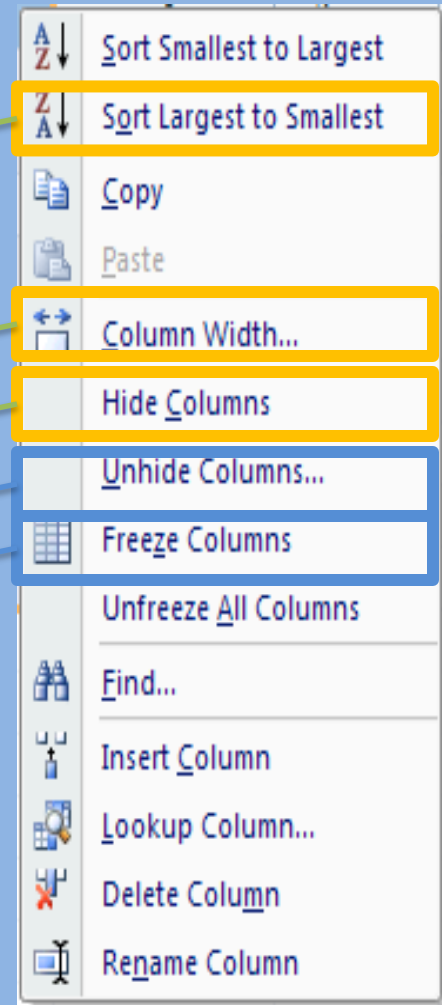 Sort Smallest to Largest
Sort Largest to Smallest
Copy
Paste
Column Width...
Hide Columns
Unhide Columns...
Freeze Columns
Unfreeze All Columns
Find...
Insert Column
Lookup Column...
Delete Column
Rename Column